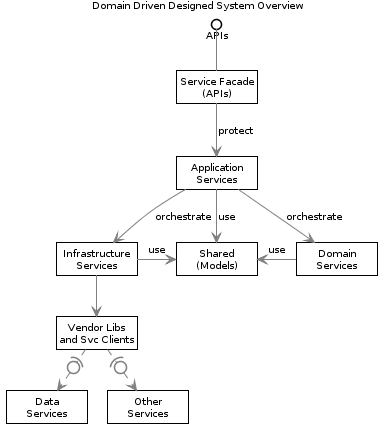 Domain Driven Designed System Overview
APIs
Service Facade
(APIs)
protect
Application
Services
orchestrate
use
orchestrate
Infrastructure
Services
use
Shared
(Models)
use
Domain
Services
Vendor Libs
and Svc Clients
Data
Services
Other
Services